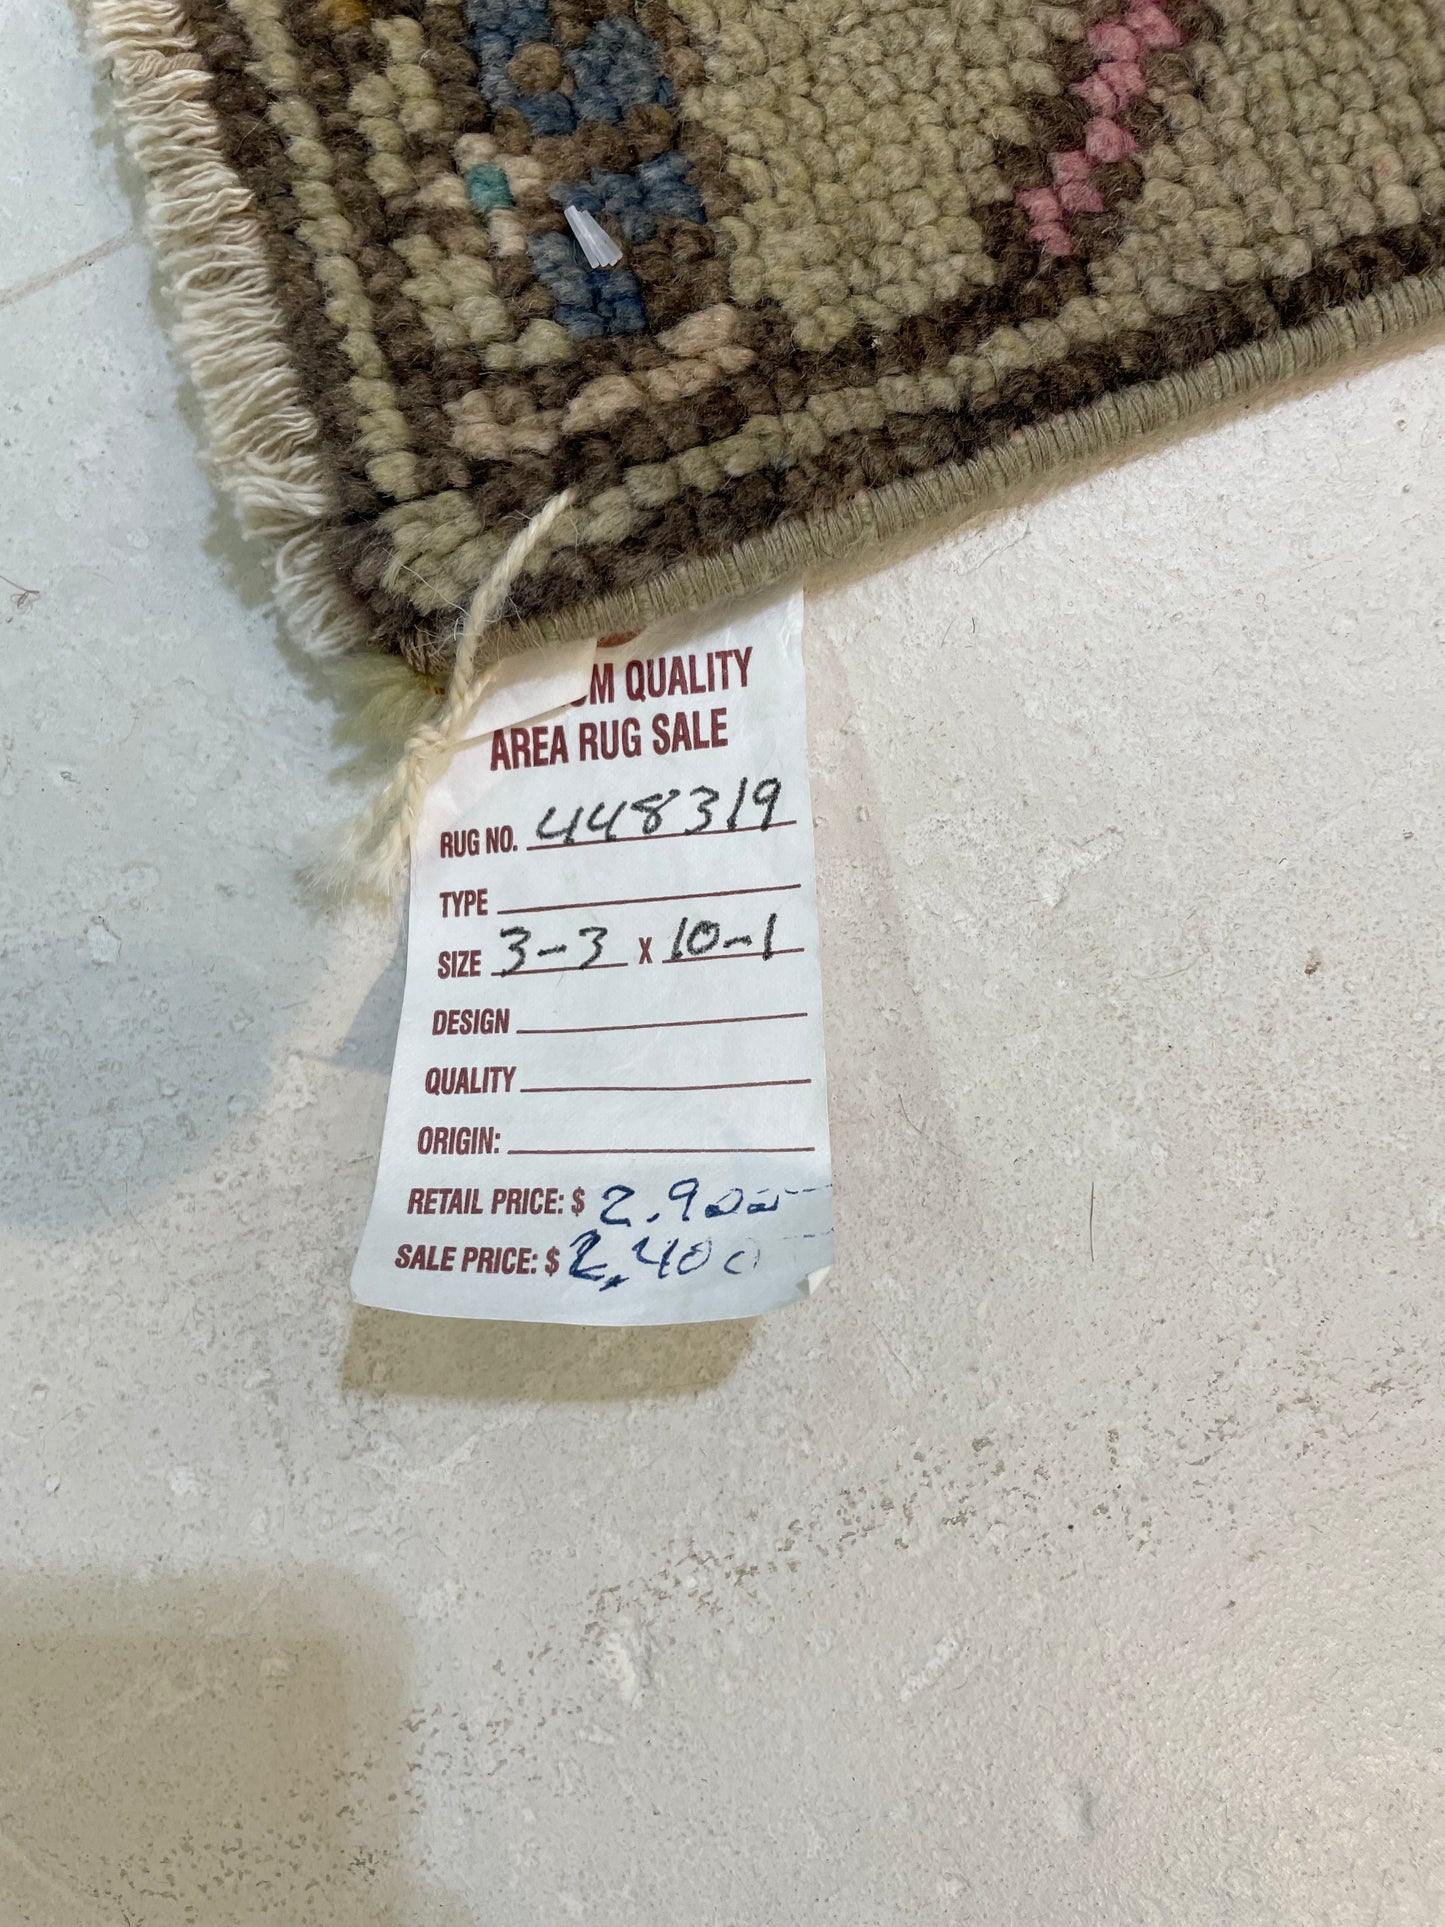 M QUALITY
AREA RUG SALE
RUG NO. 448319
TYPE
SIZE 3-3 X 10-1
DESIGN
QUALITY
ORIGIN:
RETAIL PRICE: $ 2.900
SALE PRICE: $ 2,400